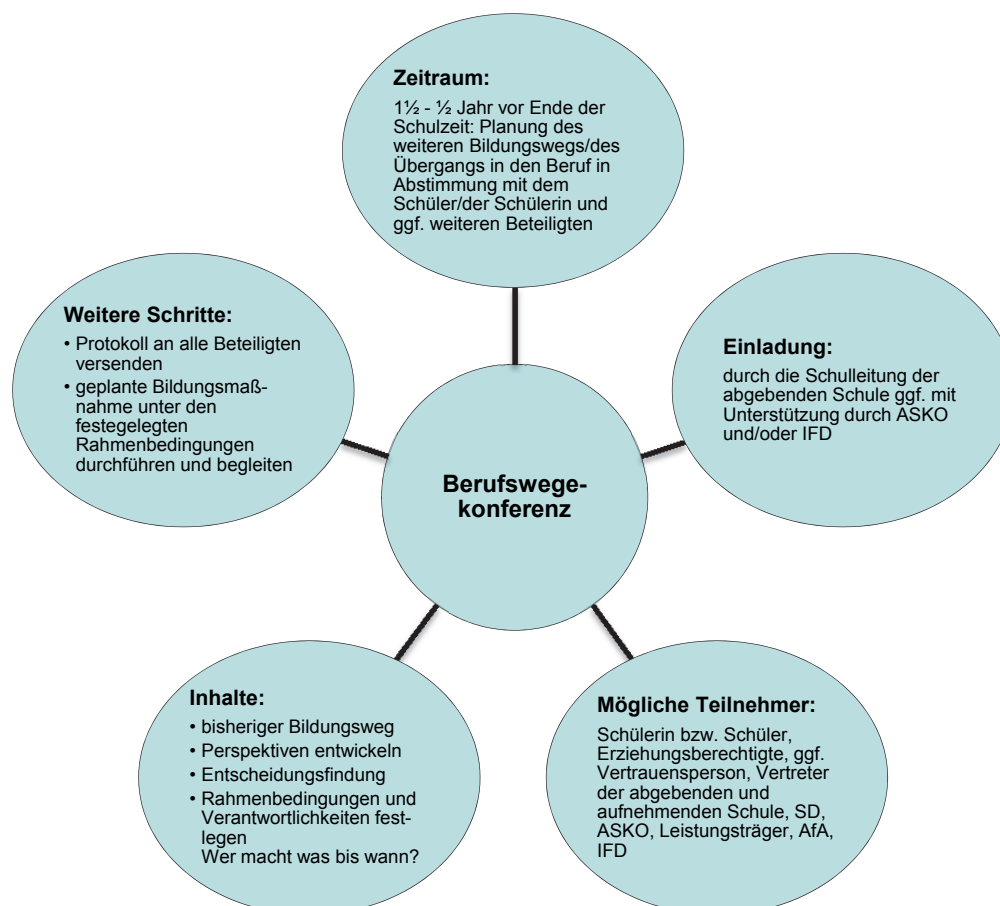 Zeitraum:
1½ - ½ Jahr vor Ende der
Schulzeit: Planung des
weiteren Bildungswegs/des
Übergangs in den Beruf in
Abstimmung mit dem
Schüler/der Schülerin und
ggf. weiteren Beteiligten
Weitere Schritte:
• Protokoll an alle Beteiligten
versenden
• geplante Bildungsmaß-
nahme unter den
festegelegten
Rahmenbedingungen
durchführen und begleiten
Einladung:
durch die Schulleitung der
abgebenden Schule ggf. mit
Unterstützung durch ASKO
und/oder IFD
Berufswege-
konferenz
Inhalte:
• bisheriger Bildungsweg
• Perspektiven entwickeln
• Entscheidungsfindung
• Rahmenbedingungen und
Verantwortlichkeiten fest-
legen
Wer macht was bis wann?
Mögliche Teilnehmer:
Schülerin bzw. Schüler,
Erziehungsberechtigte, ggf.
Vertrauensperson, Vertreter
der abgebenden und
aufnehmenden Schule, SD,
ASKO, Leistungsträger, AfA,
IFD